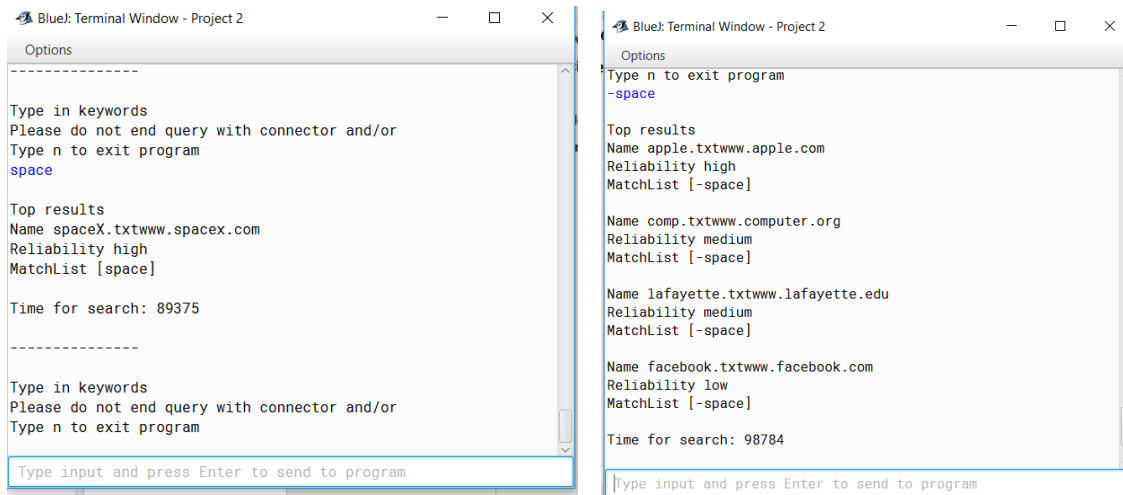 BlueJ: Terminal Window - Project 2
Options
---------------
Type in keywords
Please do not end query with connector and/or
Type n to exit program
space
Top results
Name spaceX.txtwww.spacex.com
Reliability high
MatchList [space]
Time for search: 89375
---------------
Type in keywords
Please do not end query with connector and/or
Type n to exit program
Type input and press Enter to send to program
BlueJ: Terminal Window - Project 2
Options
Type n to exit program
-space
Top results
Name apple.txtwww.apple.com
Reliability high
MatchList [-space]
Name comp.txtwww.computer.org
Reliability medium
MatchList [-space]
Name lafayette.txtwww.lafayette.edu
Reliability medium
MatchList [-space]
Name facebook.txtwww.facebook.com
Reliability low
MatchList [-space]
Time for search: 98784
Type input and press Enter to send to program